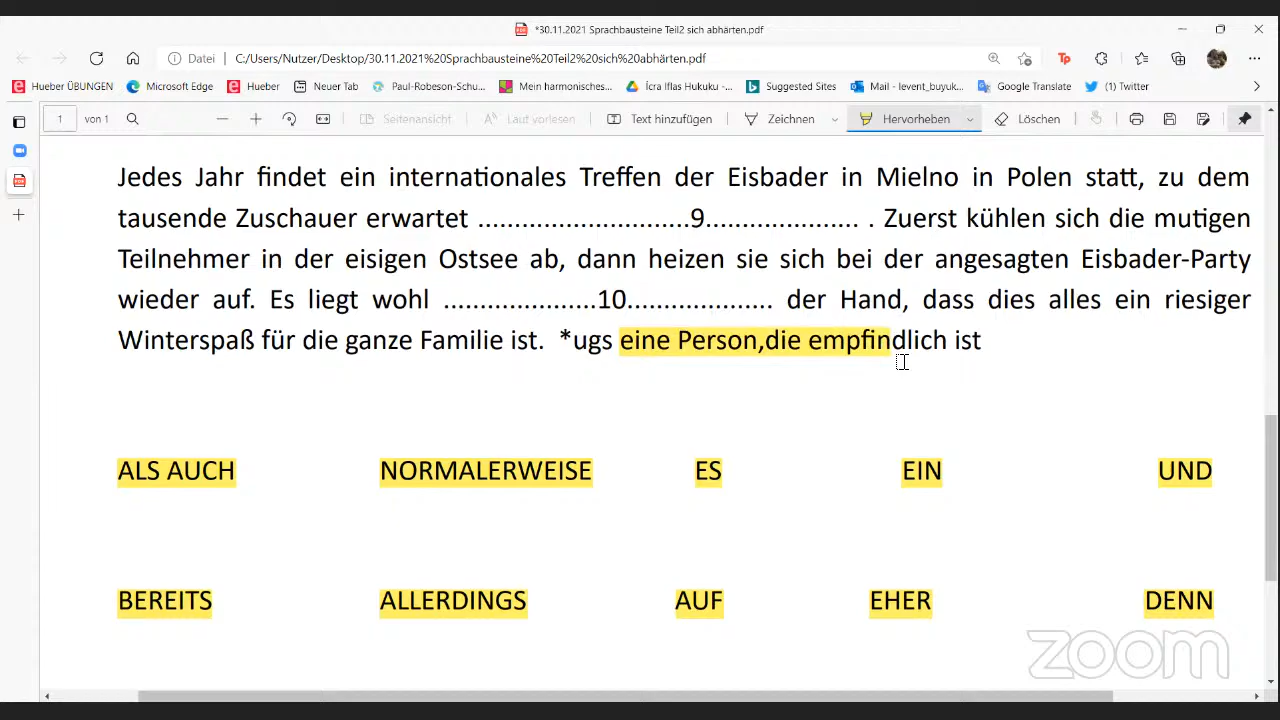 *30.11.2021 Sprachbausteine Teil2 sich abhärten.pdf
Datei C:/Users/Nutzer/Desktop/30.11.2021%20Sprachbausteine%20Teil2%20sich%20abhärten.pdf
Hueber ÜBUNGEN Microsoft Edge Hueber Neuer Tab Paul-Robeson-Schu... Mein harmonisches... İcra Iflas Hukuku -... Suggested Sites Mail - levent_buyuk... Google Translate (1) Twitter
1 von 1 Seitenansicht Laut vorlesen Text hinzufügen Zeichnen Hervorheben Löschen
Jedes Jahr findet ein internationales Treffen der Eisbader in Mielno in Polen statt, zu dem
tausende Zuschauer erwartet ............................9.................... . Zuerst kühlen sich die mutigen
Teilnehmer in der eisigen Ostsee ab, dann heizen sie sich bei der angesagten Eisbader-Party
wieder auf. Es liegt wohl ....................10................... der Hand, dass dies alles ein riesiger
Winterspaß für die ganze Familie ist. *ugs eine Person,die empfindlich ist
ALS AUCH NORMALERWEISE ES EIN UND
BEREITS ALLERDINGS AUF EHER DENN
zoom